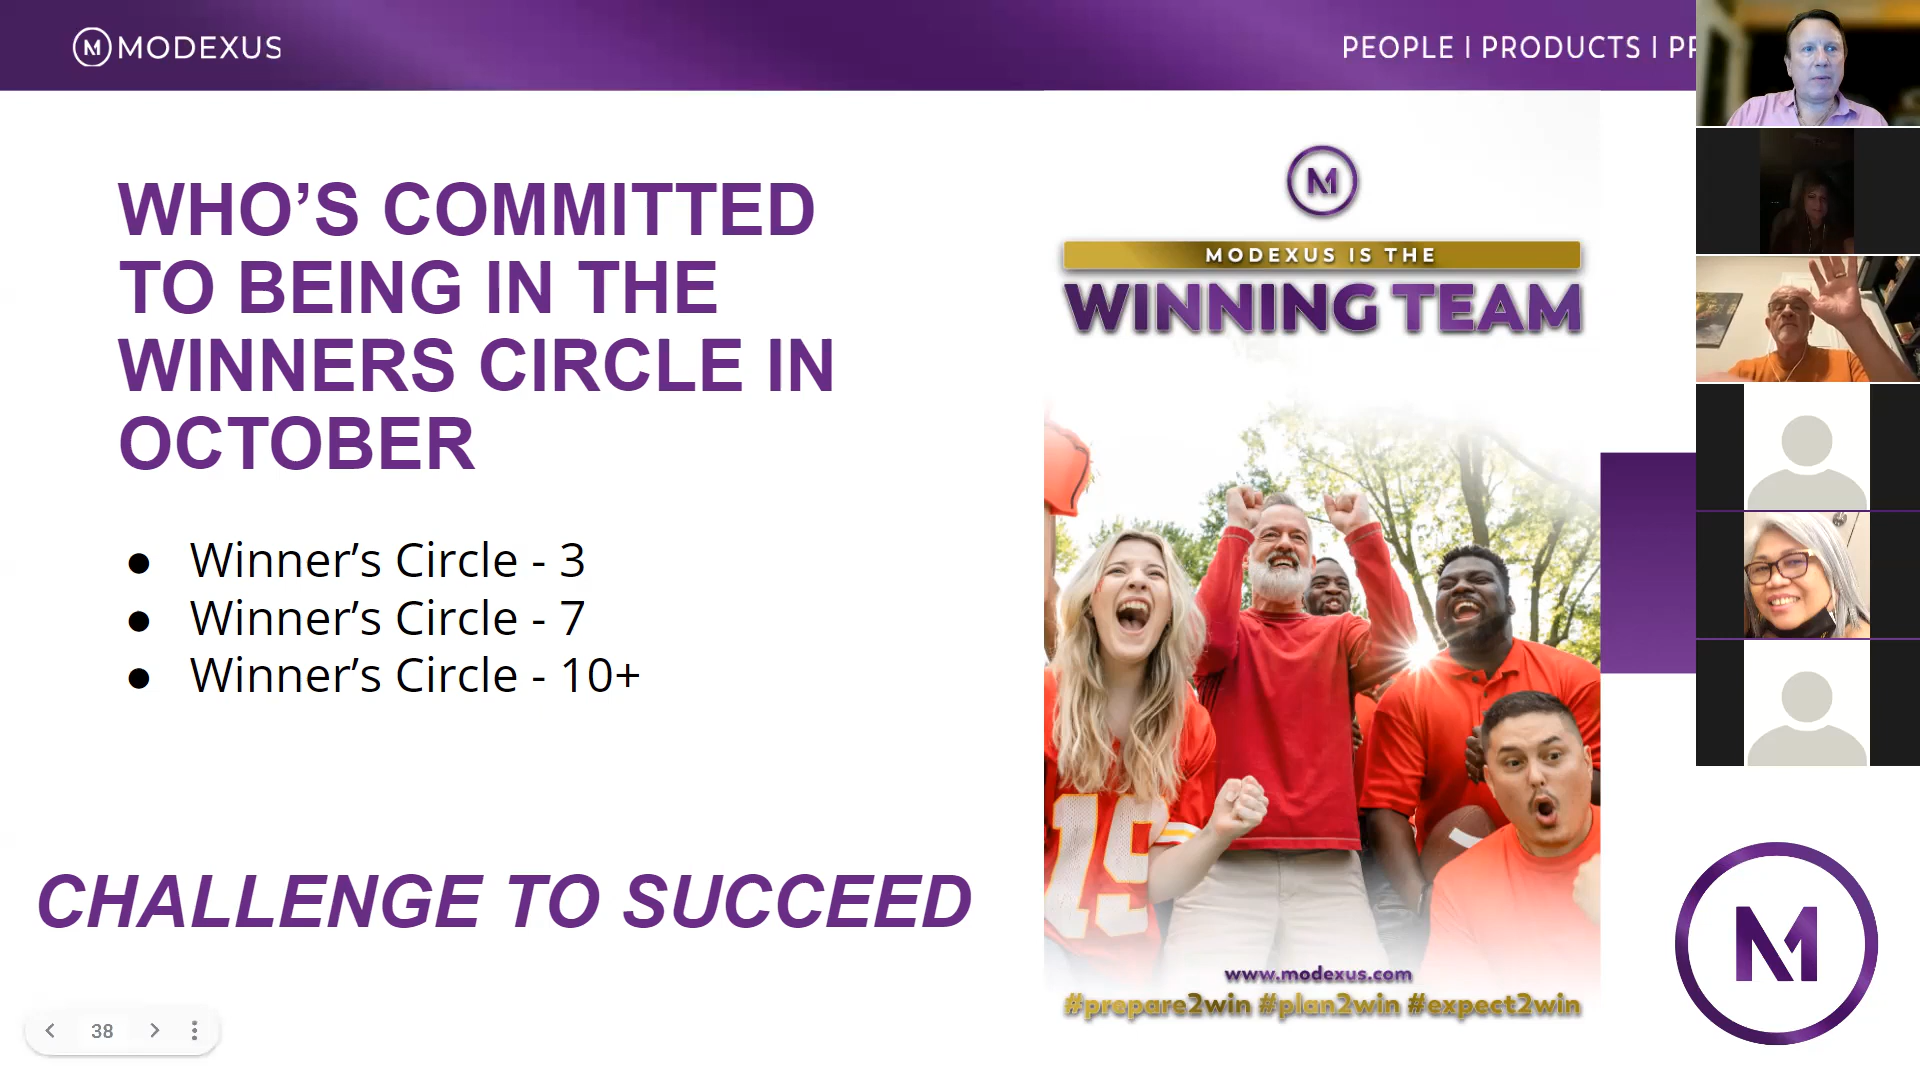 MODEXUS
PEOPLE | PRODUCTS |
WHO’S COMMITTED
TO BEING IN THE
WINNERS CIRCLE IN
OCTOBER
● Winner’s Circle - 3
● Winner’s Circle - 7
● Winner’s Circle - 10+
CHALLENGE TO SUCCEED
38
M
MODEXUS IS THE
WINNING TEAM
19
www.modexus.com
#prepare2win #plan2win #expect2win
M